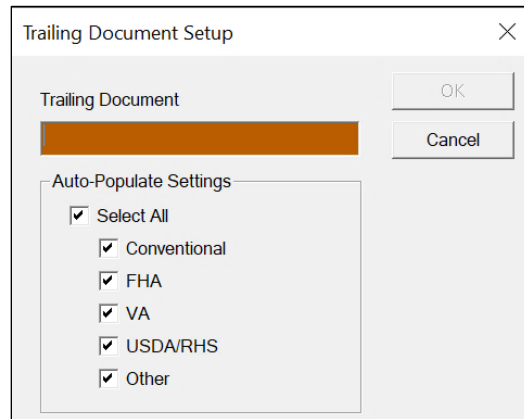 Trailing Document Setup
OK
Trailing Document
Cancel
Auto-Populate Settings
Select All
Conventional
FHA
VA
USDA/RHS
Other